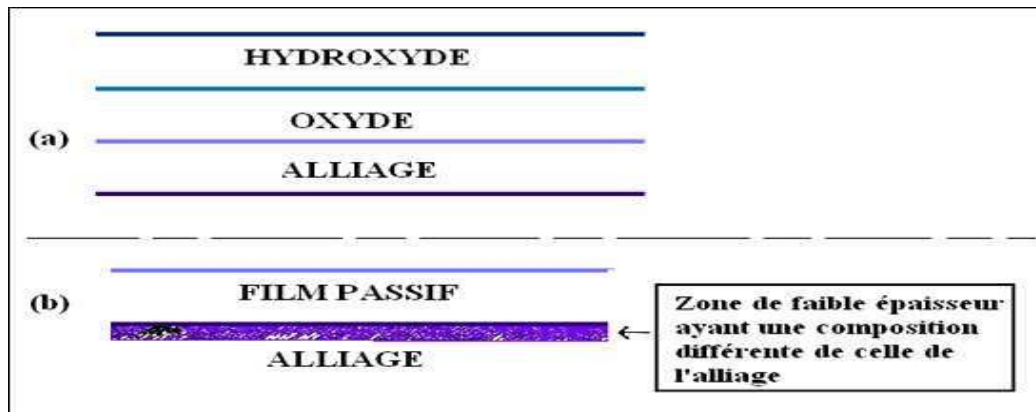 HYDROXYDE
OXYDE
(a)
ALLIAGE
FILM PASSIF
(b)
ALLIAGE
Zone de faible épaisseur
ayant une composition
différente de celle de
l'alliage